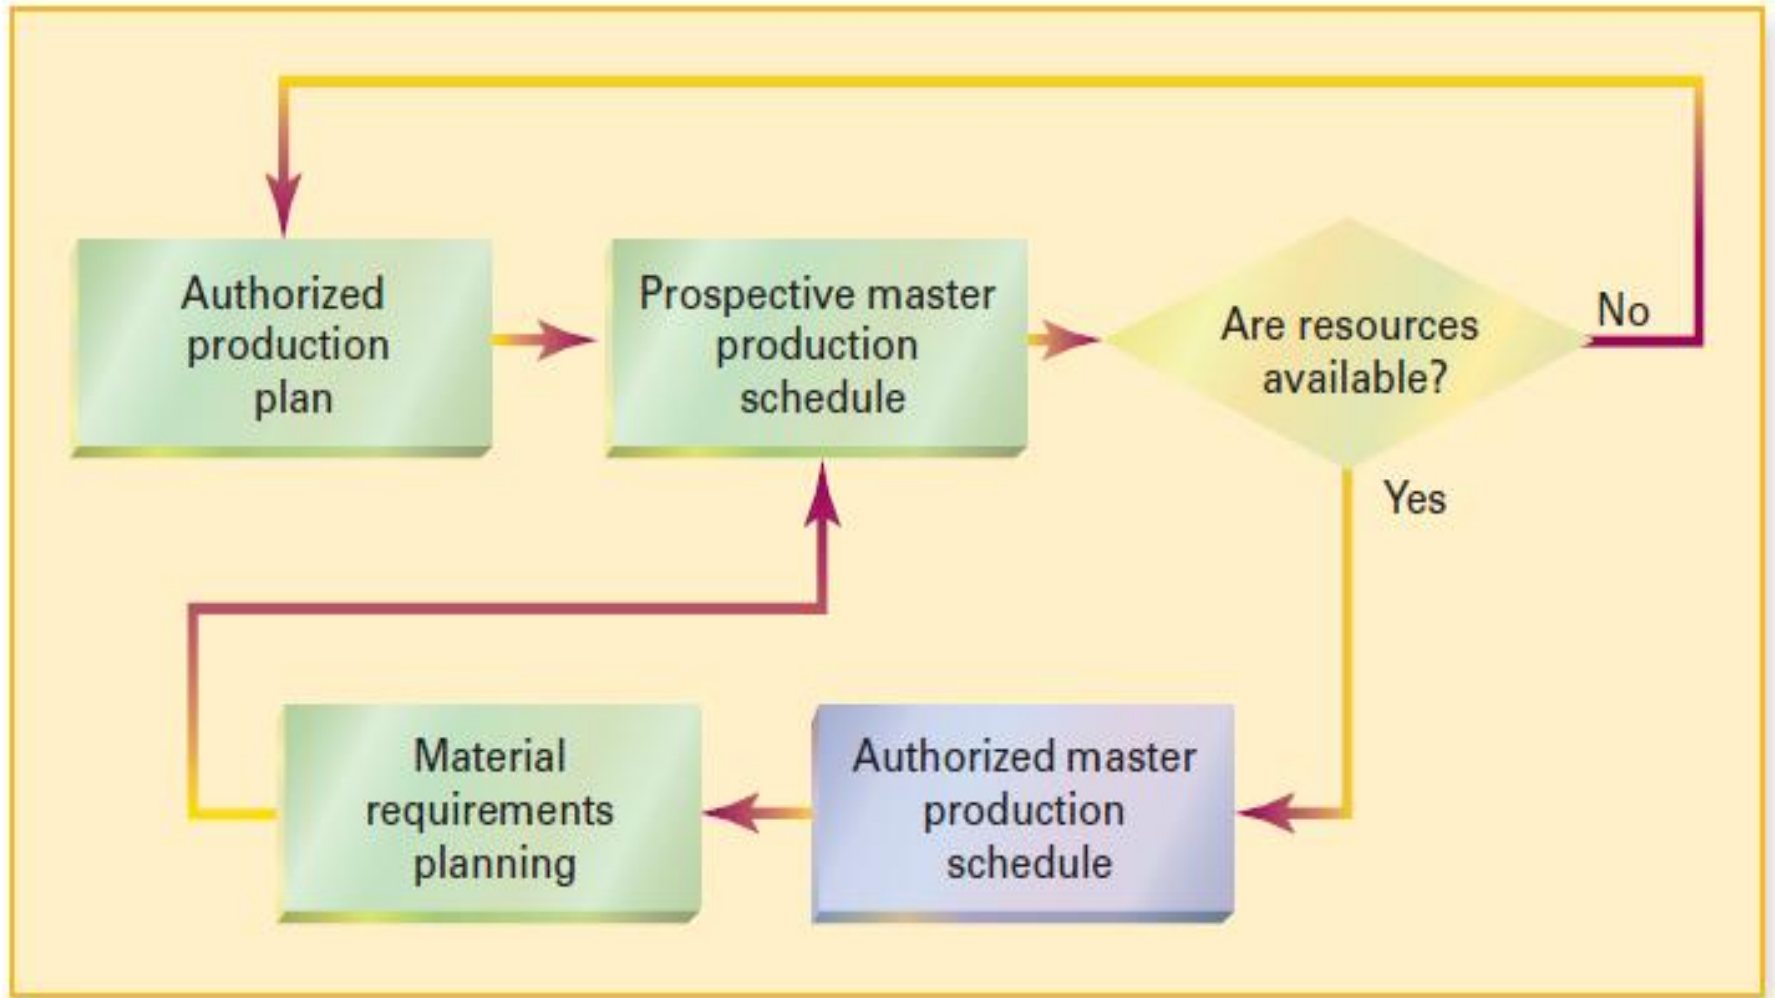 Authorized
production
plan
Prospective master
production
schedule
Are resources
available?
No
Yes
Material
requirements
planning
Authorized master
production
schedule